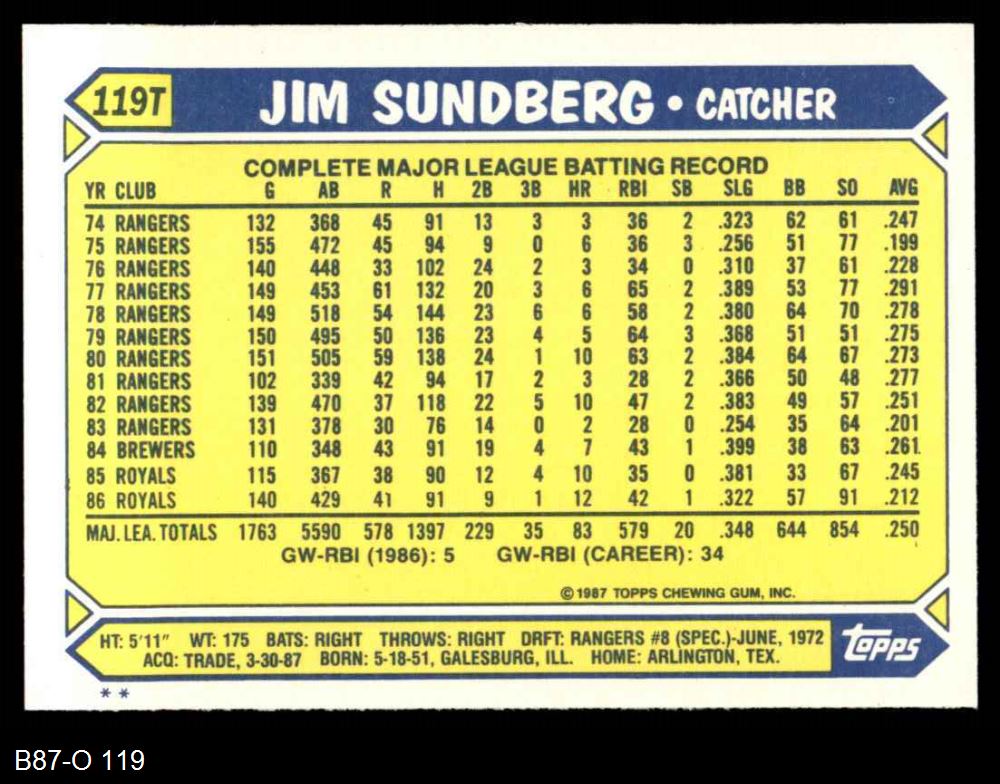 119T JIM SUNDBERG • CATCHER
COMPLETE MAJOR LEAGUE BATTING RECORD
YR CLUB G AB R H 2B 3B HR RBI SB SLG BB SO AVG
74 RANGERS 132 368 45 91 13 3 3 36 2 .323 62 61 .247
75 RANGERS 155 472 45 94 9 0 6 36 3 .256 51 77 .199
76 RANGERS 140 448 33 102 24 2 3 34 0 .310 37 61 .228
77 RANGERS 149 453 61 132 20 3 6 65 2 .389 53 77 .291
78 RANGERS 149 518 54 144 23 6 6 58 2 .380 64 70 .278
79 RANGERS 150 495 50 136 23 4 5 64 3 .368 51 51 .275
80 RANGERS 151 505 59 138 24 1 10 63 2 .384 64 67 .273
81 RANGERS 102 339 42 94 17 2 3 28 2 .366 50 48 .277
82 RANGERS 139 470 37 118 22 5 10 47 2 .383 49 57 .251
83 RANGERS 131 378 30 76 14 0 2 28 0 .254 35 64 .201
84 BREWERS 110 348 43 91 19 4 7 43 1 .399 38 63 .261
85 ROYALS 115 367 38 90 12 4 10 35 0 .381 33 67 .245
86 ROYALS 140 429 41 91 9 1 12 42 1 .322 57 91 .212
MAJ. LEA. TOTALS 1763 5590 578 1397 229 35 83 579 20 .348 644 854 .250
GW-RBI (1986): 5 GW-RBI (CAREER): 34
© 1987 TOPPS CHEWING GUM, INC.
HT: 5'11" WT: 175 BATS: RIGHT THROWS: RIGHT DRFT: RANGERS #8 (SPEC.)-JUNE, 1972
ACQ: TRADE, 3-30-87 BORN: 5-18-51, GALESBURG, ILL. HOME: ARLINGTON, TEX.
topps
* *
B87-O 119